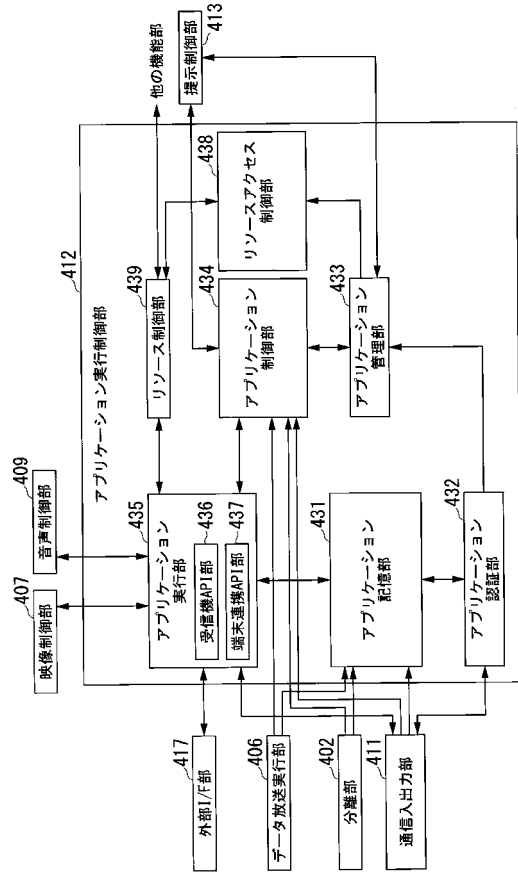 412
アプリケーション実行制御部
407
映像制御部
409
音声制御部
他の機能部
提示制御部
413
435
アプリケーション
実行部
受信機API部
436
端末連携API部
437
439
リソース制御部
434
アプリケーション
制御部
438
リソースアクセス
制御部
431
アプリケーション
記憶部
433
アプリケーション
管理部
432
アプリケーション
認証部
417
外部I/F部
406
データ放送実行部
402
分離部
411
通信入出力部